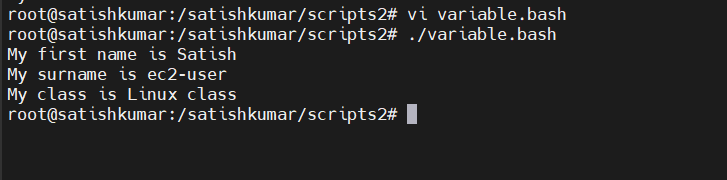 root@satishkumar:/satishkumar/scripts2# vi variable.bash
root@satishkumar:/satishkumar/scripts2# ./variable.bash
My first name is Satish
My surname is ec2-user
My class is Linux class
root@satishkumar:/satishkumar/scripts2#